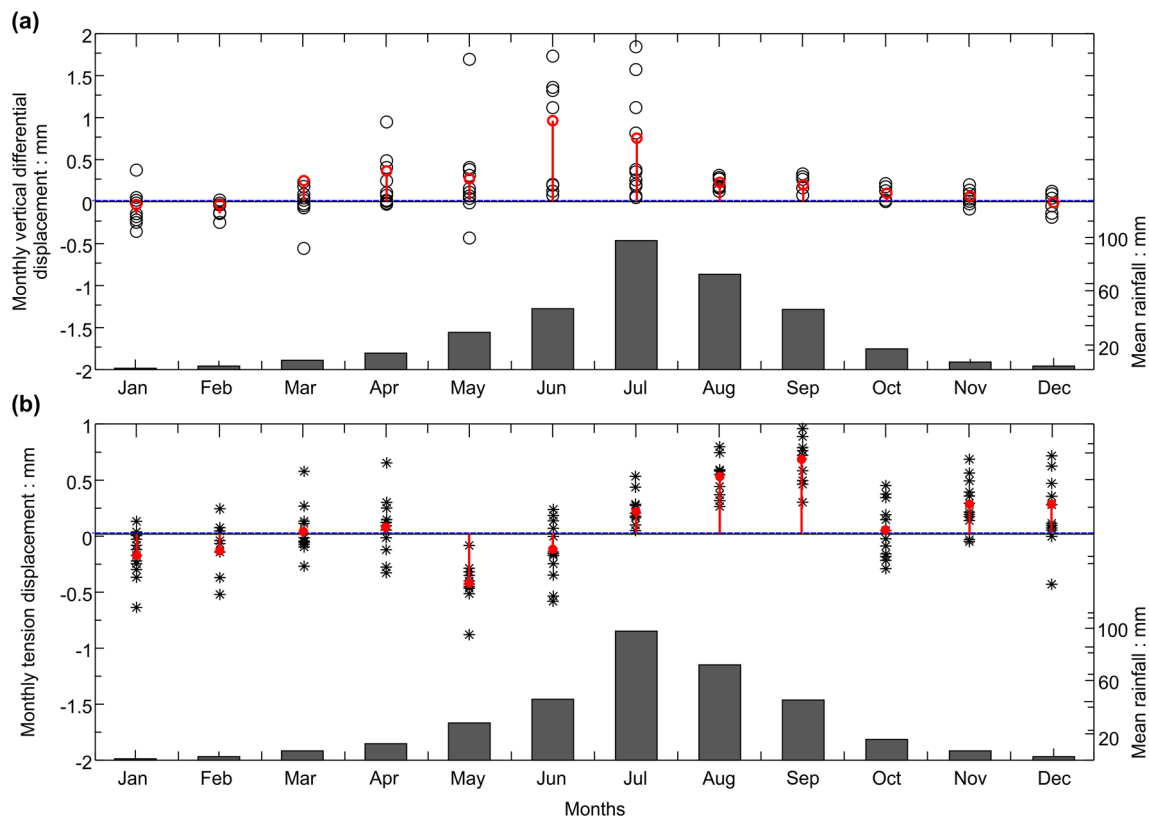 (a)
Monthly vertical differential
displacement : mm
2
1.5
1
0.5
0
-0.5
-1
-1.5
-2
100
60
20
Mean rainfall : mm
Jan Feb Mar Apr May Jun Jul Aug Sep Oct Nov Dec
(b)
Monthly tension displacement : mm
1
0.5
0
-0.5
-1
-1.5
-2
100
60
20
Mean rainfall : mm
Jan Feb Mar Apr May Jun Jul Aug Sep Oct Nov Dec
Months